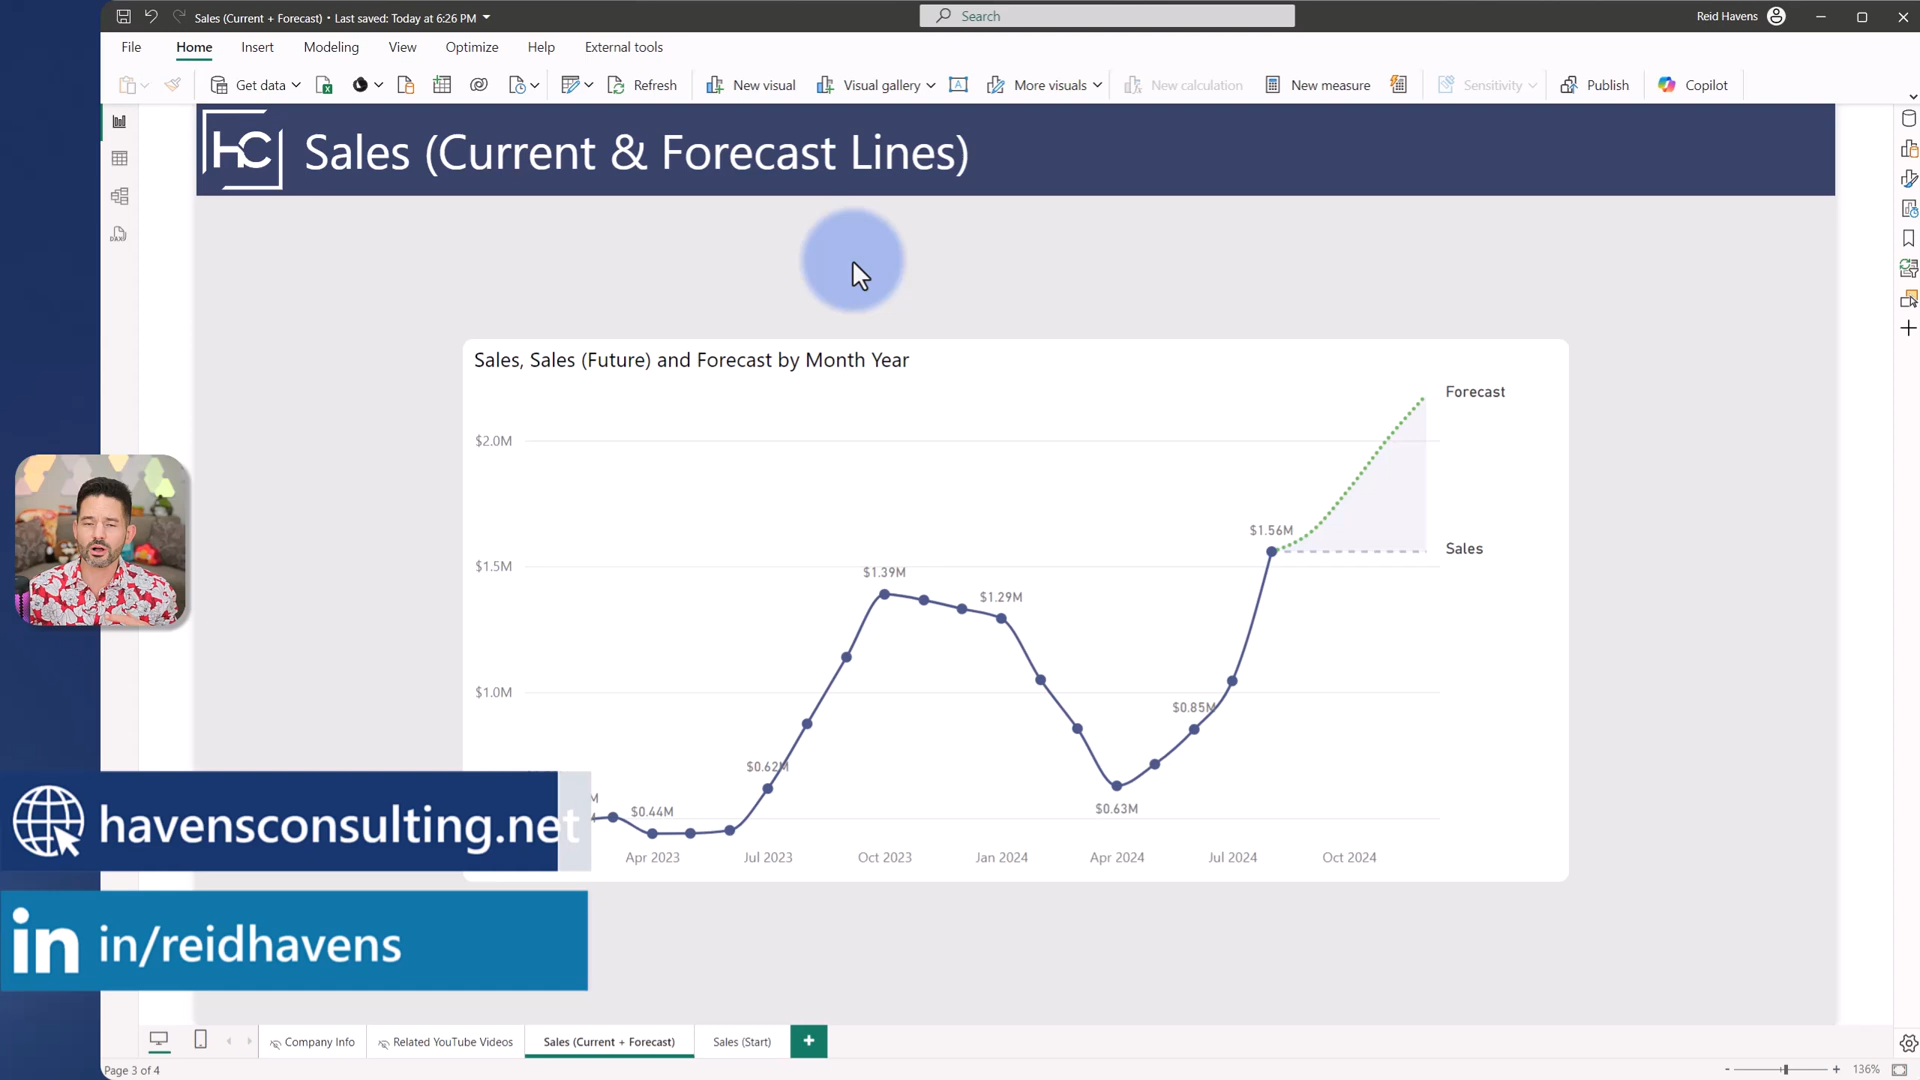 Sales (Current + Forecast) • Last saved: Today at 6:26 PM
Search
Reid Havens
File
Home
Insert
Modeling
View
Optimize
Help
External tools
Get data
Refresh
New visual
Visual gallery
More visuals
New calculation
New measure
Sensitivity
Publish
Copilot
HC
Sales (Current & Forecast Lines)
DAX
Sales, Sales (Future) and Forecast by Month Year
Forecast
$2.0M
$1.56M
Sales
$1.5M
$1.39M
$1.29M
$1.0M
$0.85M
$0.62M
$0.63M
M
$0.44M
Apr 2023
Jul 2023
Oct 2023
Jan 2024
Apr 2024
Jul 2024
Oct 2024
havensconsulting.net
in
in/reidhavens
Company Info
Related YouTube Videos
Sales (Current + Forecast)
Sales (Start)
Page 3 of 4
136%